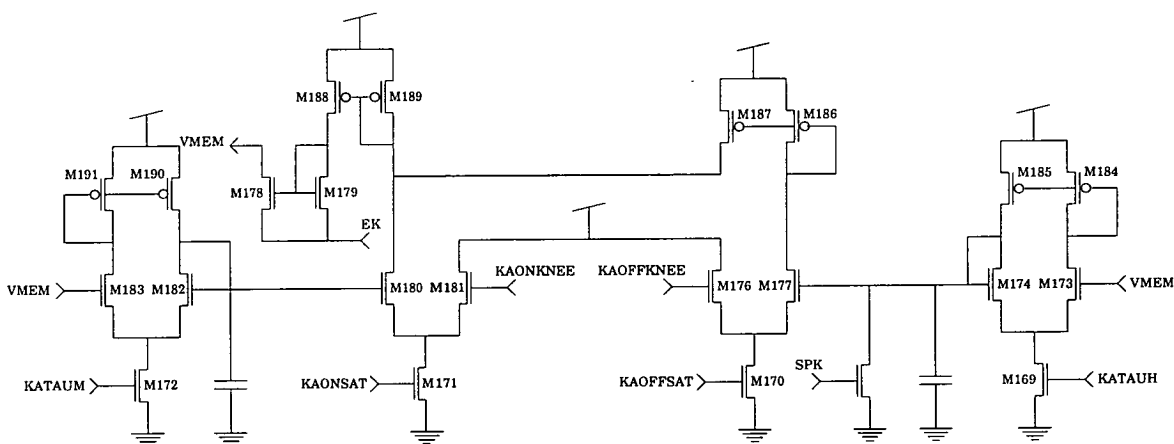 M188
M189
M187
M186
VMEM
M191
M190
M178
M179
M185
M184
EK
KAONKNEE
KAOFFKNEE
VMEM
M183
M182
M180
M181
M176
M177
M174
M173
VMEM
KATAUM
M172
KAONSAT
M171
KAOFFSAT
M170
SPK
M169
KATAUH